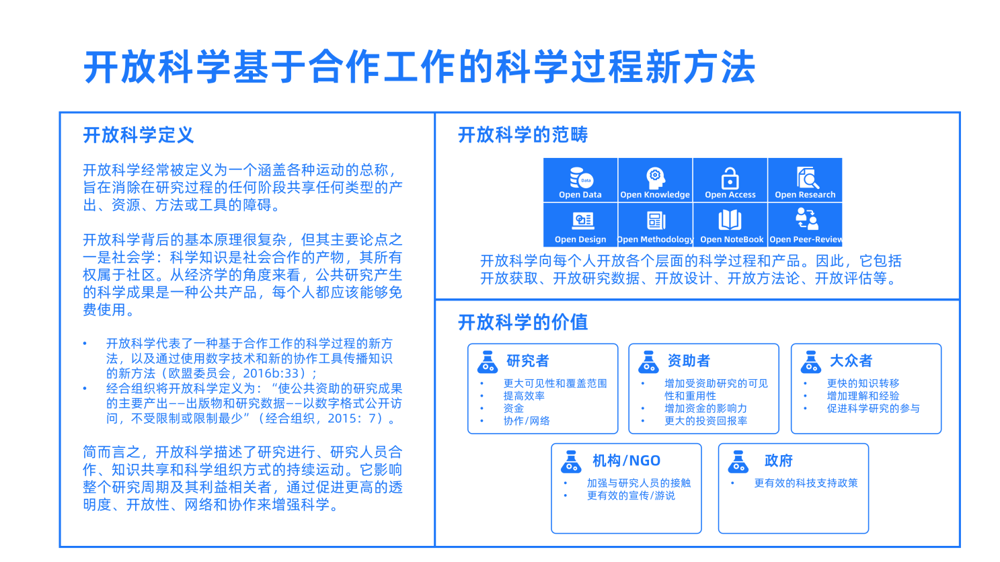 开放科学基于合作工作的科学过程新方法
开放科学定义
开放科学经常被定义为一个涵盖各种运动的总称，
旨在消除在研究过程的任何阶段共享任何类型的产
出、资源、方法或工具的障碍。
开放科学背后的基本原理很复杂，但其主要论点之
一是社会学：科学知识是社会合作的产物，其所有
权属于社区。从经济学的角度来看，公共研究产生
的科学成果是一种公共产品，每个人都应该能够免
费使用。
• 开放科学代表了一种基于合作工作的科学过程的新方
法，以及通过使用数字技术和新的协作工具传播知识
的新方法（欧盟委员会，2016b:33）;
• 经合组织将开放科学定义为：“使公共资助的研究成果
的主要产出——出版物和研究数据——以数字格式公开访
问，不受限制或限制最少”（经合组织，2015：7）。
简而言之，开放科学描述了研究进行、研究人员合
作、知识共享和科学组织方式的持续运动。它影响
整个研究周期及其利益相关者，通过促进更高的透
明度、开放性、网络和协作来增强科学。
开放科学的范畴
Data
Open Data
Open Knowledge
Open Access
Open Research
Open Design
Open Methodology
Open NoteBook
Open Peer-Review
开放科学向每个人开放各个层面的科学过程和产品。因此，它包括
开放获取、开放研究数据、开放设计、开放方法论、开放评估等。
开放科学的价值
研究者
• 更大可见性和覆盖范围
• 提高效率
• 资金
• 协作/网络
资助者
• 增加受资助研究的可见
性和重用性
• 增加资金的影响力
• 更大的投资回报率
大众者
• 更快的知识转移
• 增加理解和经验
• 促进科学研究的参与
机构/NGO
• 加强与研究人员的接触
• 更有效的宣传/游说
政府
• 更有效的科技支持政策